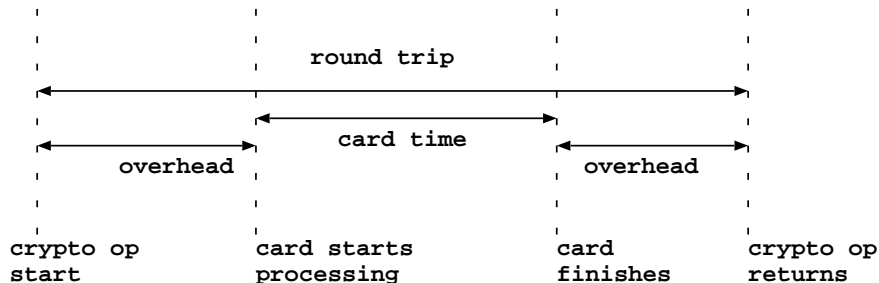 round trip
card time
overhead
overhead
crypto op
start
card starts
processing
card
finishes
crypto op
returns